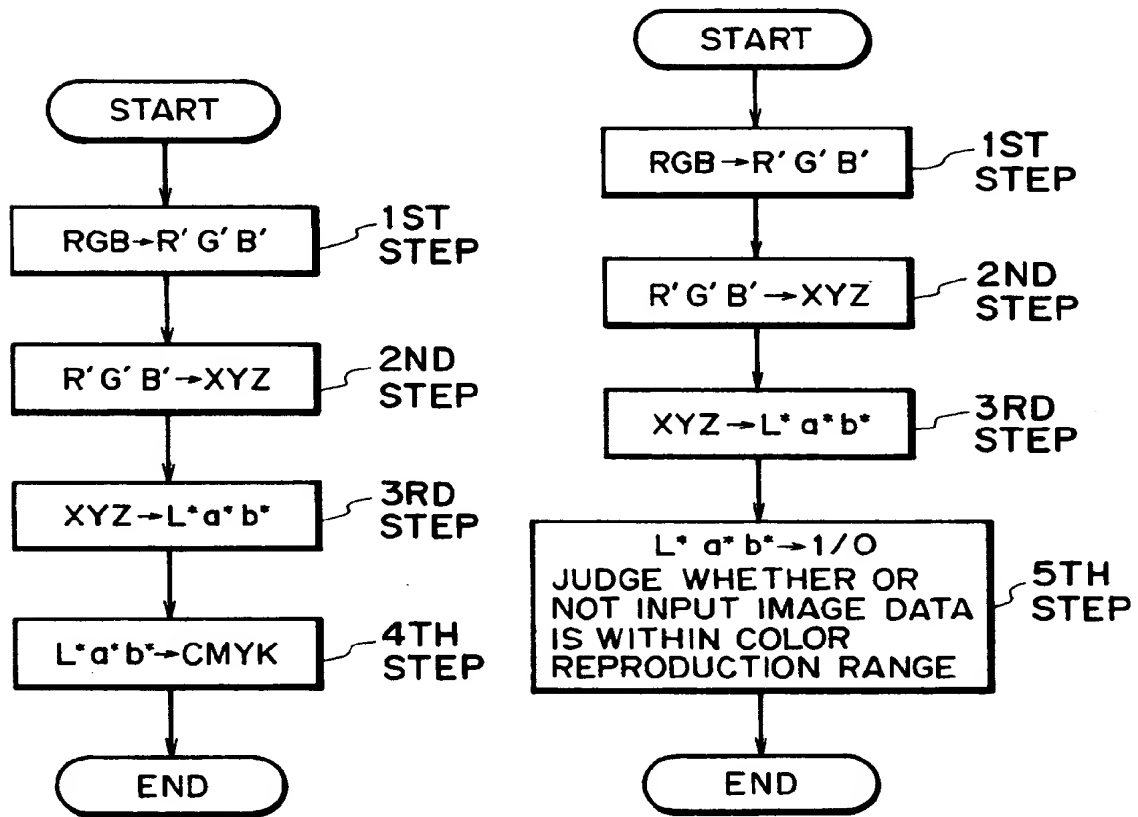 START
RGB→R′ G′ B′
1ST
STEP
R′ G′ B′→XYZ
2ND
STEP
XYZ→L* a* b*
3RD
STEP
L* a* b*→CMYK
4TH
STEP
END
START
RGB→R′ G′ B′
1ST
STEP
R′ G′ B′→XYZ
2ND
STEP
XYZ→L* a* b*
3RD
STEP
L* a* b*→1/0
JUDGE WHETHER OR
NOT INPUT IMAGE DATA
IS WITHIN COLOR
REPRODUCTION RANGE
5TH
STEP
END